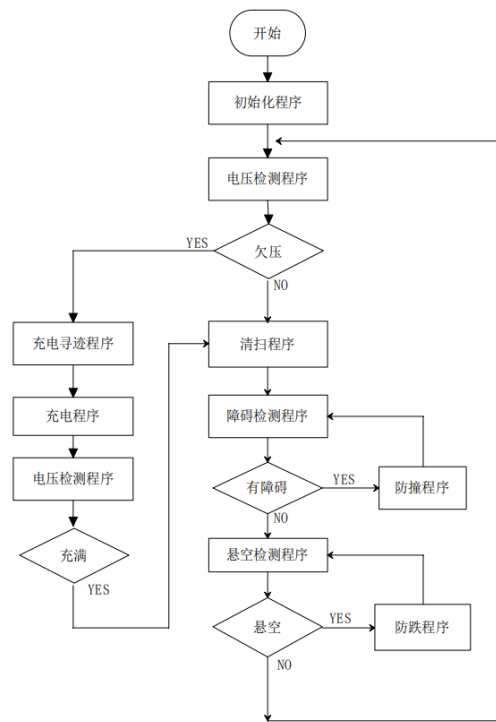 开始
初始化程序
电压检测程序
欠压
YES
NO
充电寻迹程序
清扫程序
充电程序
障碍检测程序
电压检测程序
有障碍
YES
防撞程序
NO
充满
YES
悬空检测程序
悬空
YES
防跌程序
NO